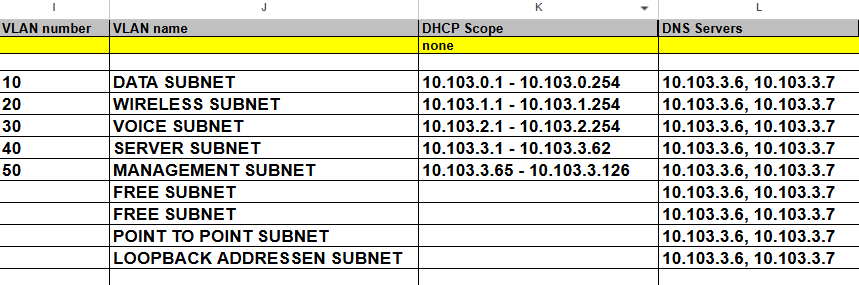 I J K L
VLAN number VLAN name DHCP Scope DNS Servers
none
10 DATA SUBNET 10.103.0.1 - 10.103.0.254 10.103.3.6, 10.103.3.7
20 WIRELESS SUBNET 10.103.1.1 - 10.103.1.254 10.103.3.6, 10.103.3.7
30 VOICE SUBNET 10.103.2.1 - 10.103.2.254 10.103.3.6, 10.103.3.7
40 SERVER SUBNET 10.103.3.1 - 10.103.3.62 10.103.3.6, 10.103.3.7
50 MANAGEMENT SUBNET 10.103.3.65 - 10.103.3.126 10.103.3.6, 10.103.3.7
FREE SUBNET 10.103.3.6, 10.103.3.7
FREE SUBNET 10.103.3.6, 10.103.3.7
POINT TO POINT SUBNET 10.103.3.6, 10.103.3.7
LOOPBACK ADDRESSEN SUBNET 10.103.3.6, 10.103.3.7